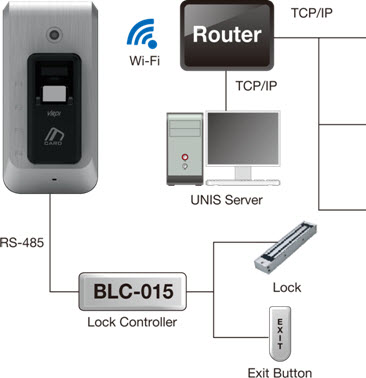 TCP/IP
Router
Wi-Fi
TCP/IP
CARD
UNIS Server
RS-485
BLC-015
Lock Controller
Lock
EXIT
Exit Button